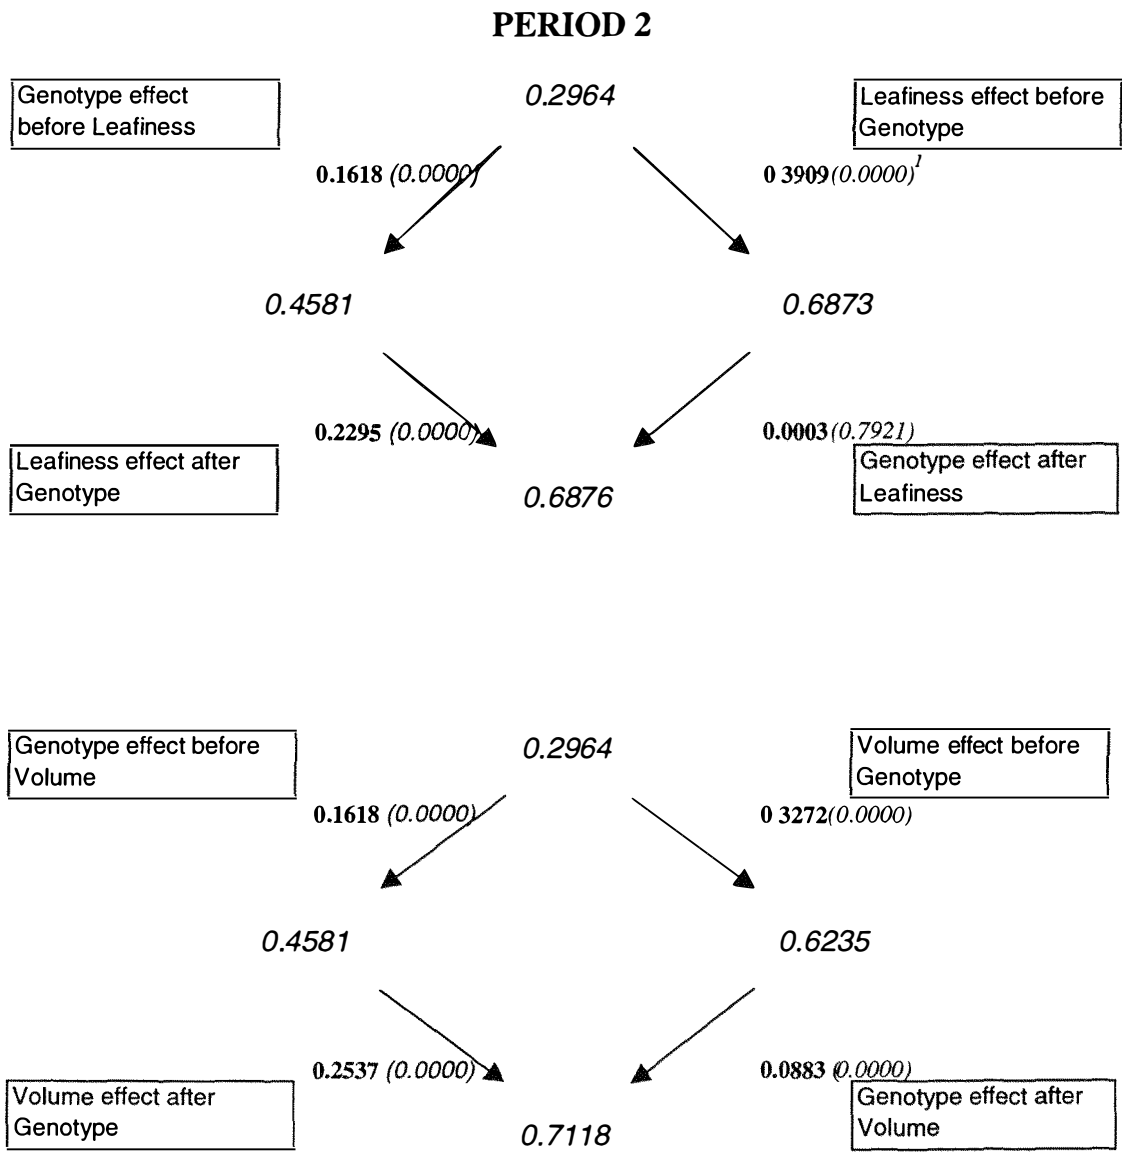 PERIOD 2
Genotype effect
before Leafiness
0.2964
Leafiness effect before
Genotype
0.1618 (0.0000)
0 3909(0.0000)1
0.4581
0.6873
0.2295 (0.0000)
0.0003(0.7921)
Leafiness effect after
Genotype
0.6876
Genotype effect after
Leafiness
Genotype effect before
Volume
0.2964
Volume effect before
Genotype
0.1618 (0.0000)
0 3272(0.0000)
0.4581
0.6235
0.2537 (0.0000)
0.0883 (0.0000)
Volume effect after
Genotype
0.7118
Genotype effect after
Volume